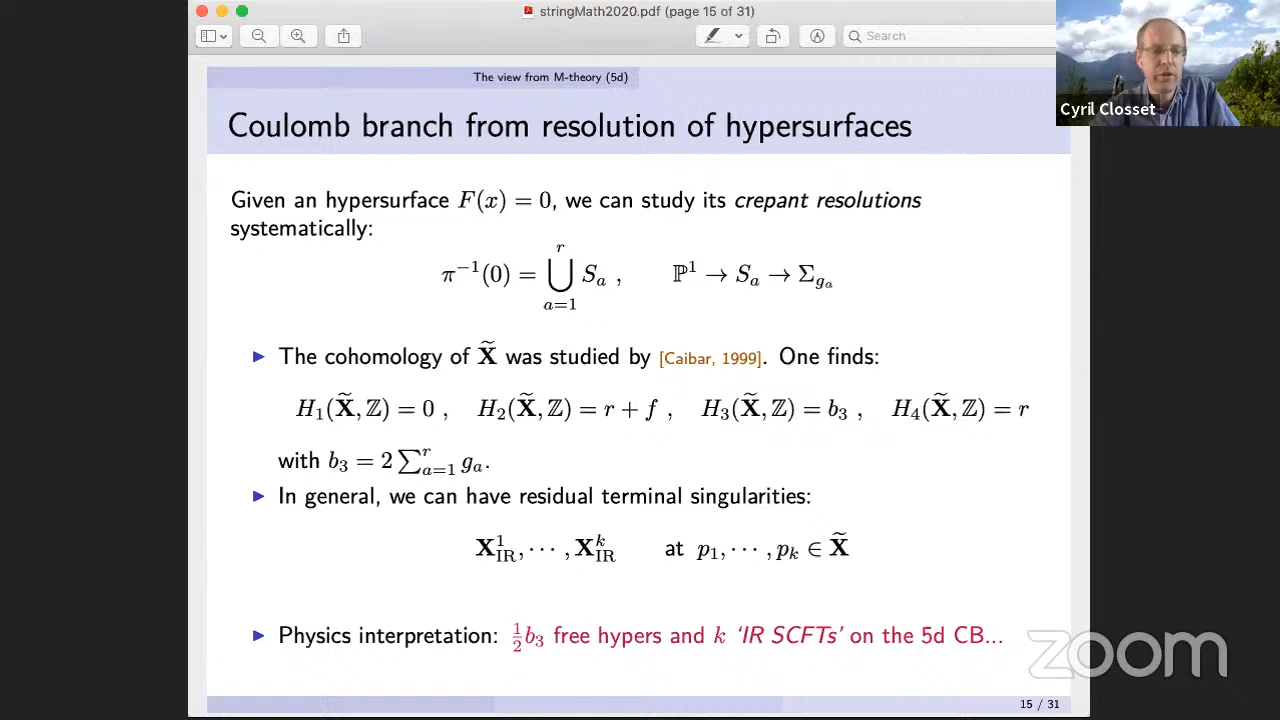 stringMath2020.pdf (page 15 of 31)
Search
Cyril Closset
The view from M-theory (5d)
Coulomb branch from resolution of hypersurfaces
Given an hypersurface F(x) = 0, we can study its crepant resolutions
systematically:
π⁻¹(0) = ⋃_{a=1}^{r} S_a , ℙ¹ → S_a → Σ_{g_a}
▶ The cohomology of X̃ was studied by [Caibar, 1999]. One finds:
H₁(X̃, ℤ) = 0 , H₂(X̃, ℤ) = r + f , H₃(X̃, ℤ) = b₃ , H₄(X̃, ℤ) = r
with b₃ = 2 ∑_{a=1}^{r} g_a.
▶ In general, we can have residual terminal singularities:
X¹_IR, ··· , X^k_IR at p₁, ··· , p_k ∈ X̃
▶ Physics interpretation: ½b₃ free hypers and k ‘IR SCFTs’ on the 5d CB...
zoom
15 / 31